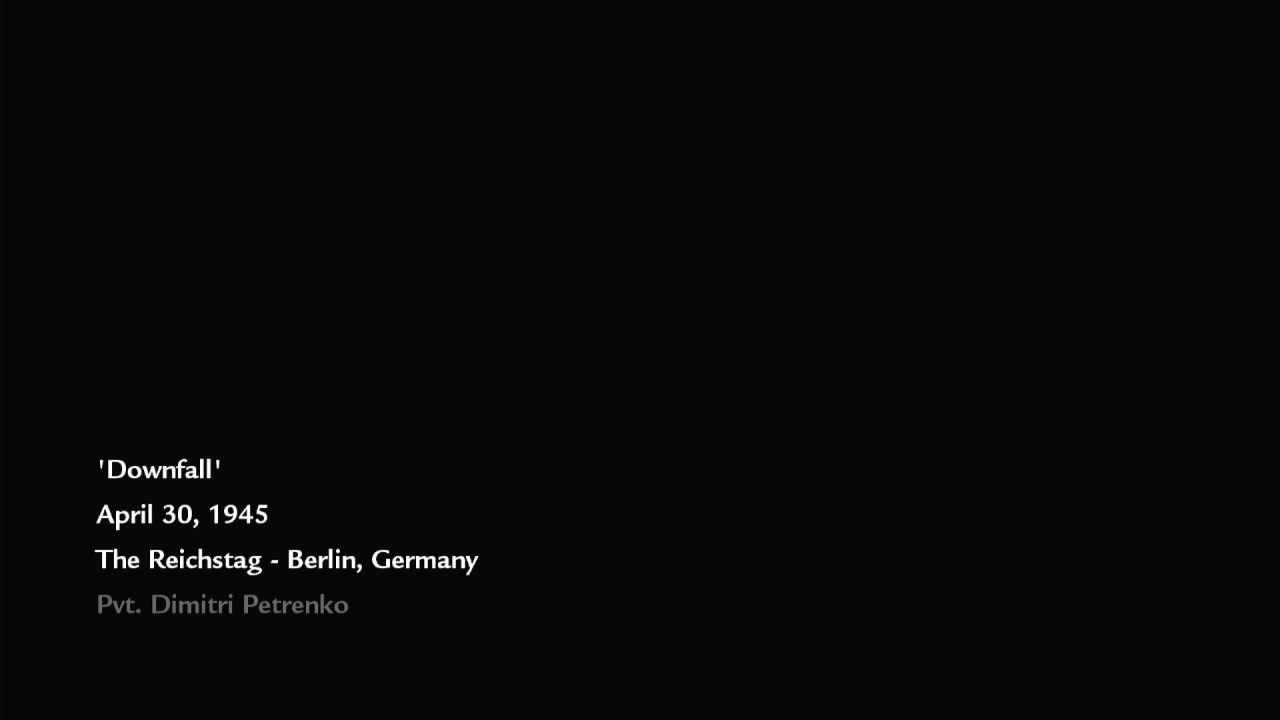 'Downfall'
April 30, 1945
The Reichstag - Berlin, Germany
Pvt. Dimitri Petrenko